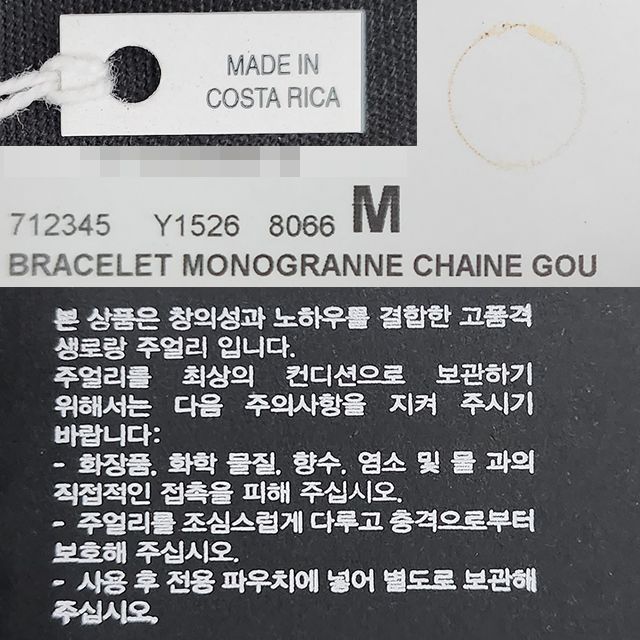 MADE IN
COSTA RICA
712345 Y1526 8066 M
BRACELET MONOGRANNE CHAINE GOU
본 상품은 창의성과 노하우를 결합한 고품격
생로랑 주얼리 입니다.
주얼리를 최상의 컨디션으로 보관하기
위해서는 다음 주의사항을 지켜 주시기
바랍니다:
- 화장품, 화학 물질, 향수, 염소 및 물 과의
직접적인 접촉을 피해 주십시오.
- 주얼리를 조심스럽게 다루고 충격으로부터
보호해 주십시오.
- 사용 후 전용 파우치에 넣어 별도로 보관해
주십시오.